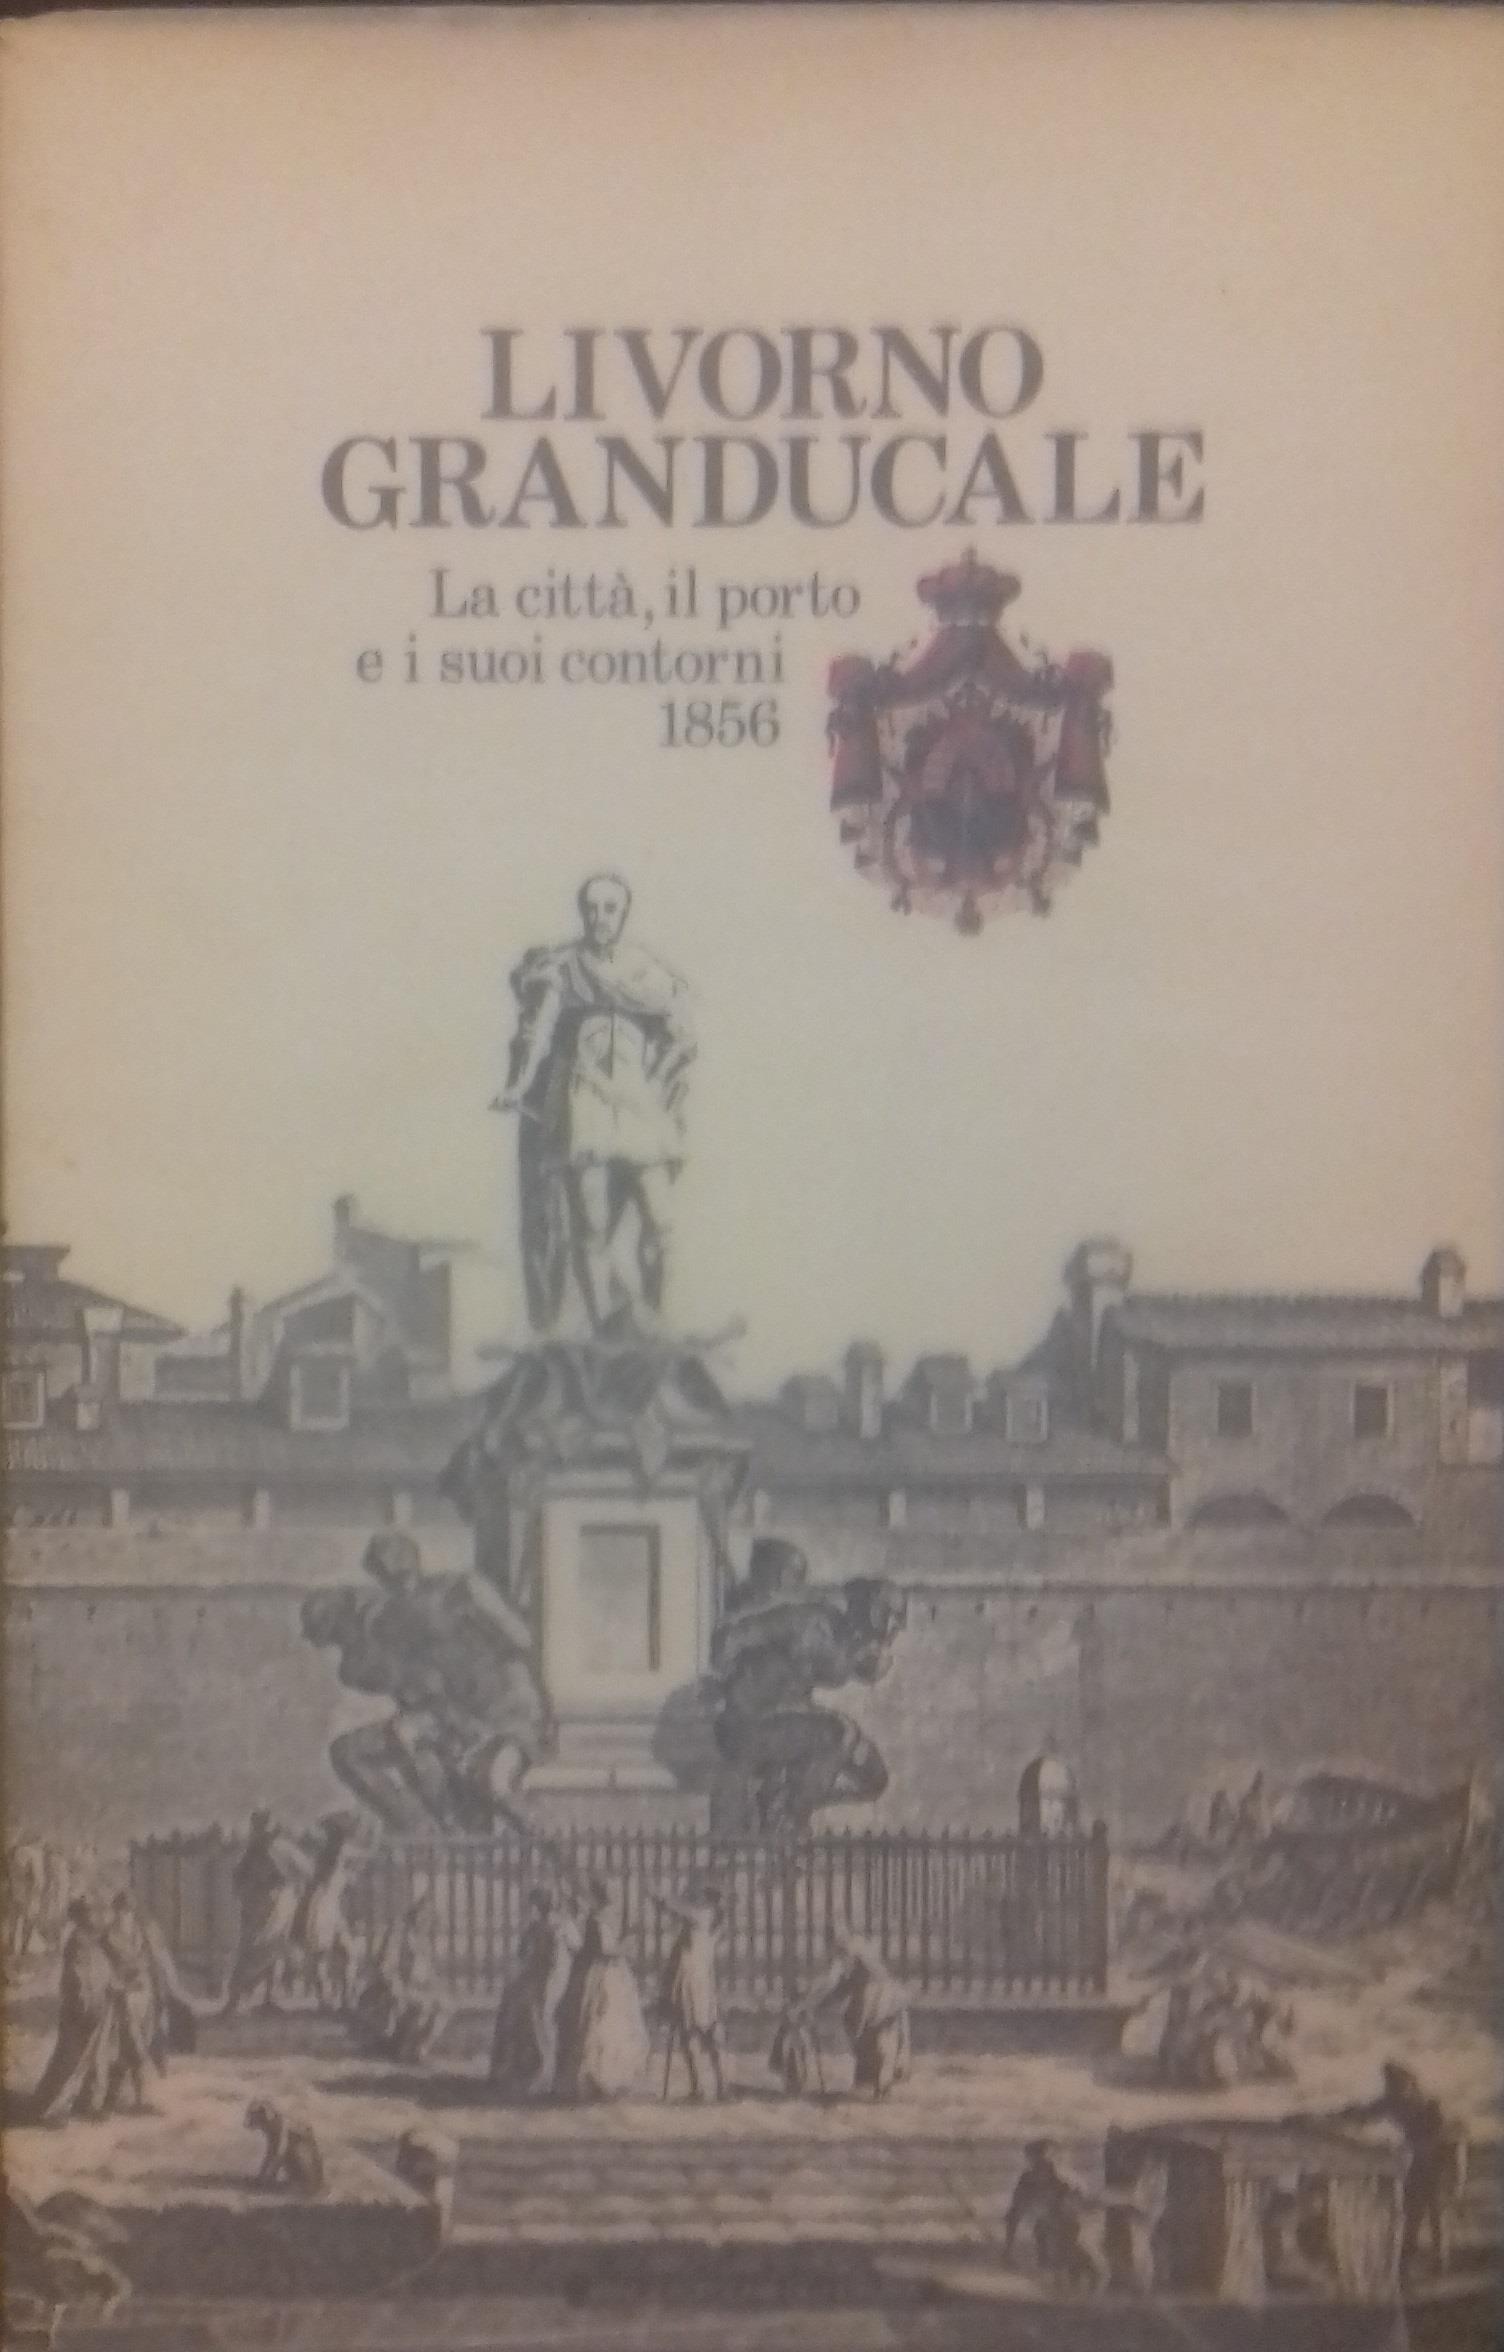 LIVORNO
GRANDUCALE
La città, il porto
e i suoi contorni
1856